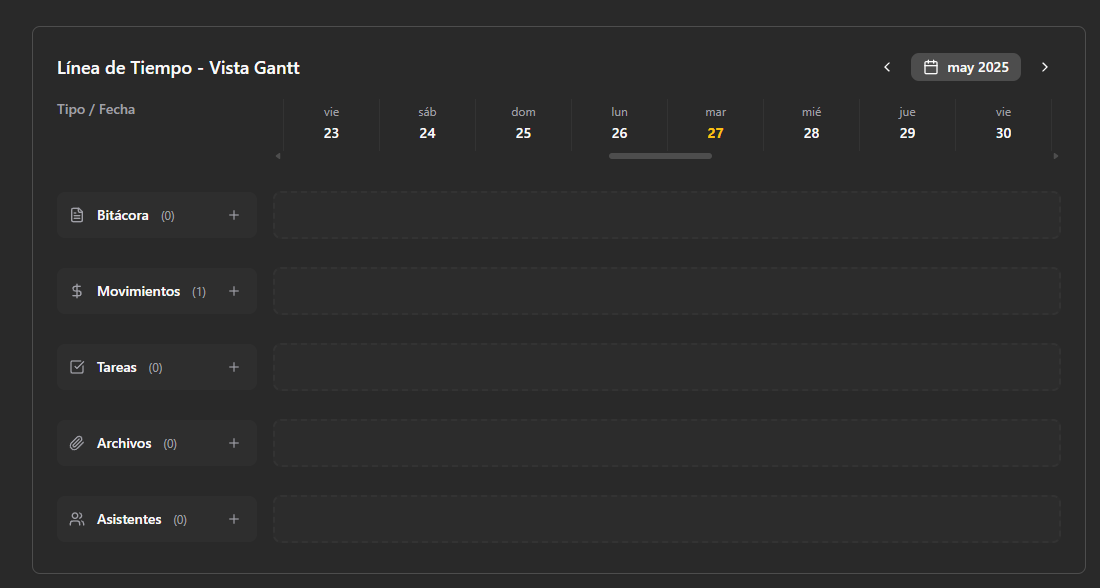 Línea de Tiempo - Vista Gantt
may 2025
Tipo / Fecha
vie sáb dom lun mar mié jue vie
23 24 25 26 27 28 29 30
Bitácora (0)
Movimientos (1)
Tareas (0)
Archivos (0)
Asistentes (0)